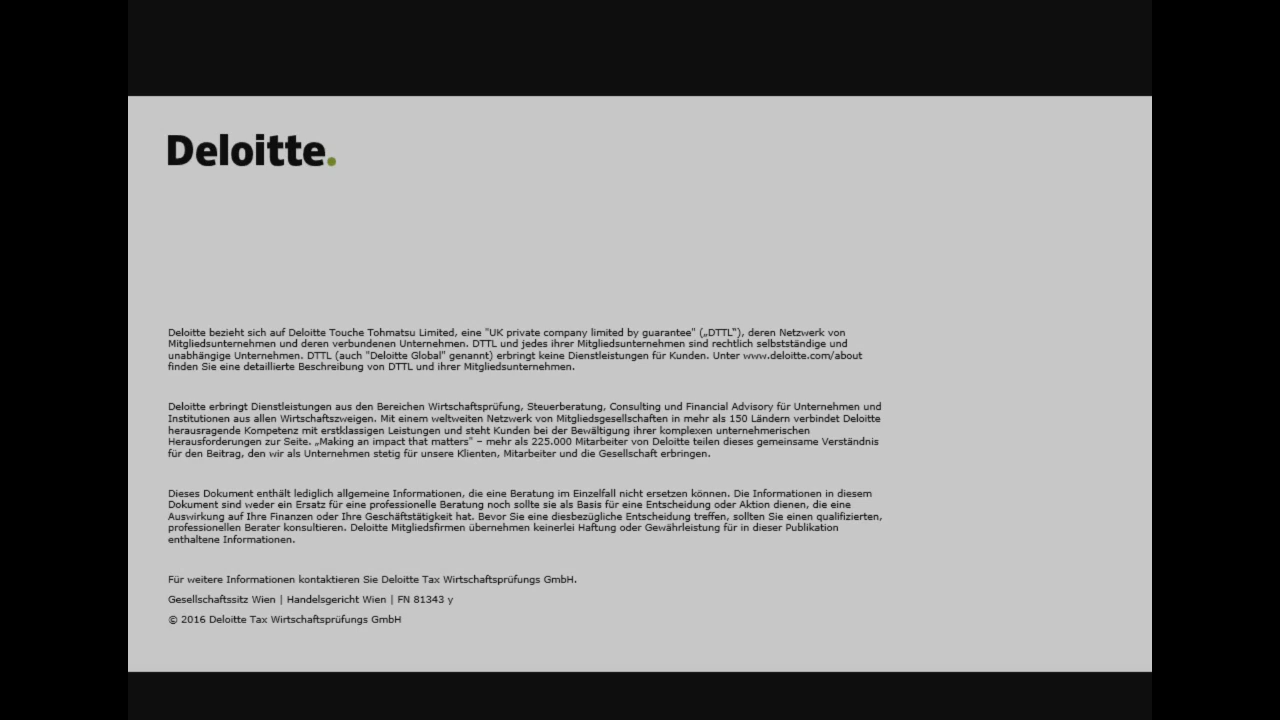 Deloitte.
Deloitte bezieht sich auf Deloitte Touche Tohmatsu Limited, eine "UK private company limited by guarantee" („DTTL“), deren Netzwerk von
Mitgliedsunternehmen und deren verbundenen Unternehmen. DTTL und jedes ihrer Mitgliedsunternehmen sind rechtlich selbstständige und
unabhängige Unternehmen. DTTL (auch "Deloitte Global" genannt) erbringt keine Dienstleistungen für Kunden. Unter www.deloitte.com/about
finden Sie eine detaillierte Beschreibung von DTTL und ihrer Mitgliedsunternehmen.
Deloitte erbringt Dienstleistungen aus den Bereichen Wirtschaftsprüfung, Steuerberatung, Consulting und Financial Advisory für Unternehmen und
Institutionen aus allen Wirtschaftszweigen. Mit einem weltweiten Netzwerk von Mitgliedsgesellschaften in mehr als 150 Ländern verbindet Deloitte
herausragende Kompetenz mit erstklassigen Leistungen und steht Kunden bei der Bewältigung ihrer komplexen unternehmerischen
Herausforderungen zur Seite. „Making an impact that matters“ – mehr als 225.000 Mitarbeiter von Deloitte teilen dieses gemeinsame Verständnis
für den Beitrag, den wir als Unternehmen stetig für unsere Klienten, Mitarbeiter und die Gesellschaft erbringen.
Dieses Dokument enthält lediglich allgemeine Informationen, die eine Beratung im Einzelfall nicht ersetzen können. Die Informationen in diesem
Dokument sind weder ein Ersatz für eine professionelle Beratung noch sollte sie als Basis für eine Entscheidung oder Aktion dienen, die eine
Auswirkung auf Ihre Finanzen oder Ihre Geschäftstätigkeit hat. Bevor Sie eine diesbezügliche Entscheidung treffen, sollten Sie einen qualifizierten,
professionellen Berater konsultieren. Deloitte Mitgliedsfirmen übernehmen keinerlei Haftung oder Gewährleistung für in dieser Publikation
enthaltene Informationen.
Für weitere Informationen kontaktieren Sie Deloitte Tax Wirtschaftsprüfungs GmbH.
Gesellschaftssitz Wien | Handelsgericht Wien | FN 81343 y
© 2016 Deloitte Tax Wirtschaftsprüfungs GmbH